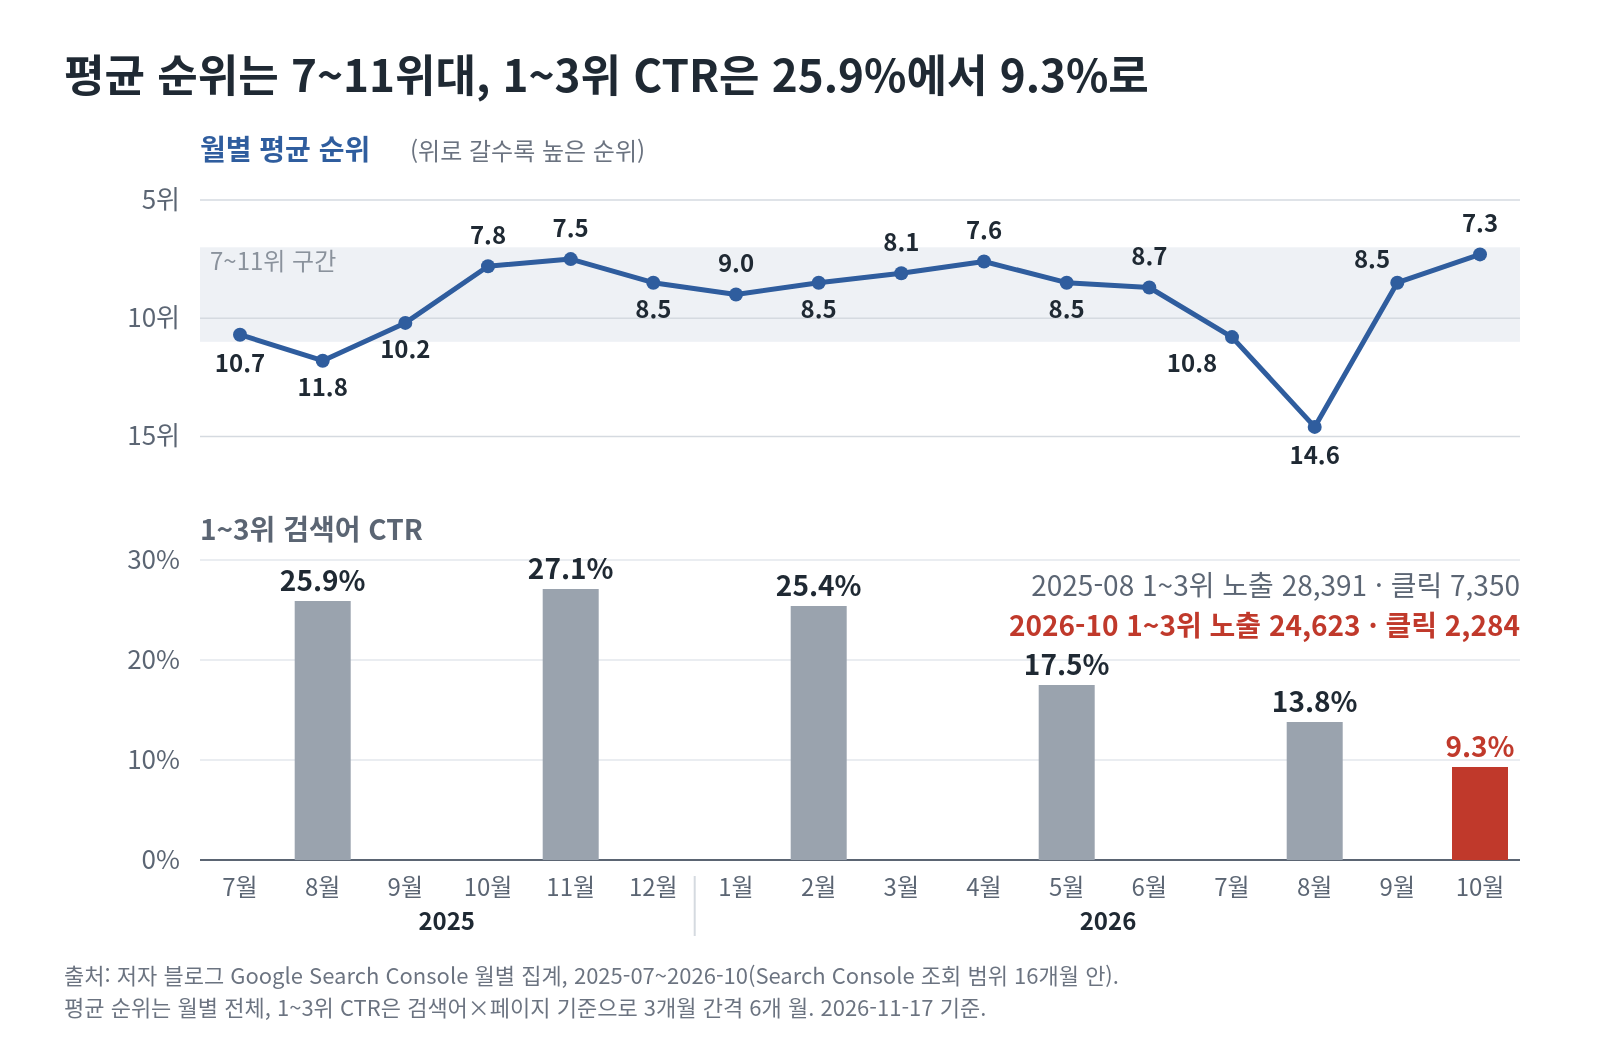 평균 순위는 7~11위대, 1~3위 CTR은 25.9%에서 9.3%로
월별 평균 순위 (위로 갈수록 높은 순위)
5위
7~11위 구간
10위
15위
10.7
11.8
10.2
7.8
7.5
8.5
9.0
8.5
8.1
7.6
8.5
8.7
10.8
14.6
8.5
7.3
1~3위 검색어 CTR
30%
20%
10%
0%
25.9%
27.1%
25.4%
17.5%
13.8%
9.3%
2025-08 1~3위 노출 28,391 · 클릭 7,350
2026-10 1~3위 노출 24,623 · 클릭 2,284
7월 8월 9월 10월 11월 12월 1월 2월 3월 4월 5월 6월 7월 8월 9월 10월
2025 2026
출처: 저자 블로그 Google Search Console 월별 집계, 2025-07~2026-10(Search Console 조회 범위 16개월 안).
평균 순위는 월별 전체, 1~3위 CTR은 검색어×페이지 기준으로 3개월 간격 6개 월. 2026-11-17 기준.